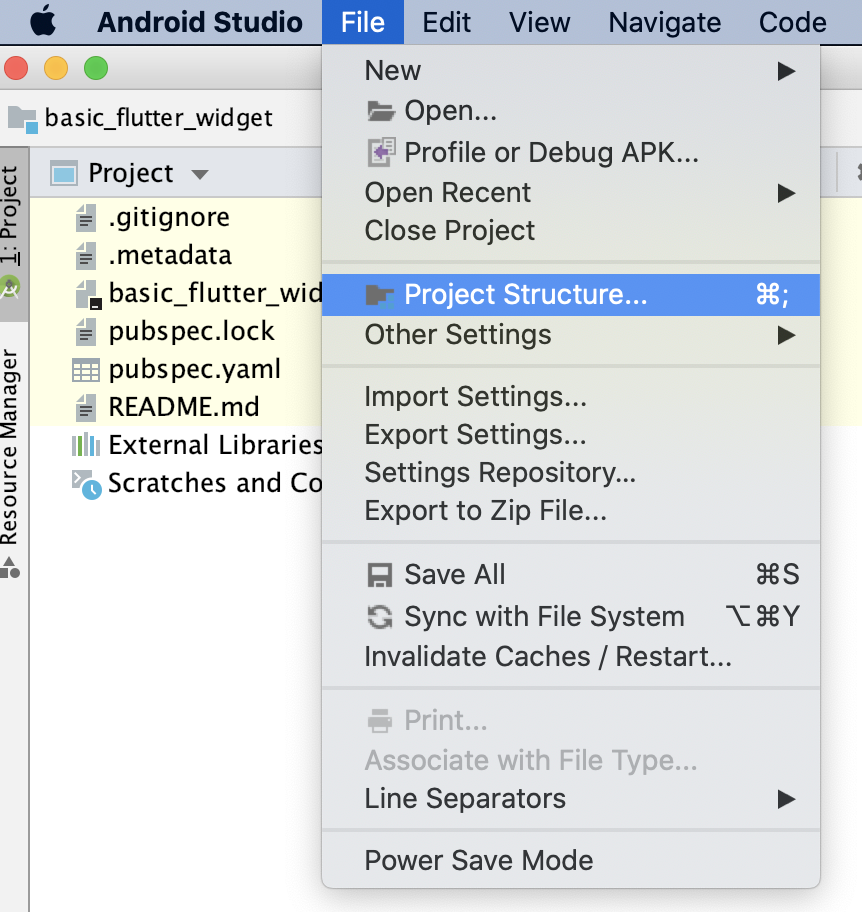 Android Studio File Edit View Navigate Code
basic_flutter_widget
Project
1: Project
Resource Manager
.gitignore
.metadata
basic_flutter_wid
pubspec.lock
pubspec.yaml
README.md
External Libraries
Scratches and Co
New
Open...
Profile or Debug APK...
Open Recent
Close Project
Project Structure... ⌘;
Other Settings
Import Settings...
Export Settings...
Settings Repository...
Export to Zip File...
Save All ⌘S
Sync with File System ⌥⌘Y
Invalidate Caches / Restart...
Print...
Associate with File Type...
Line Separators
Power Save Mode